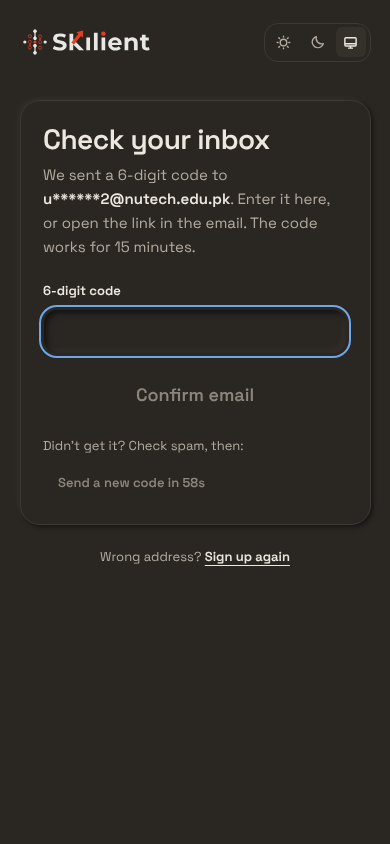 Skilient
Check your inbox
We sent a 6-digit code to
u******2@nutech.edu.pk. Enter it here,
or open the link in the email. The code
works for 15 minutes.
6-digit code
Confirm email
Didn't get it? Check spam, then:
Send a new code in 58s
Wrong address? Sign up again